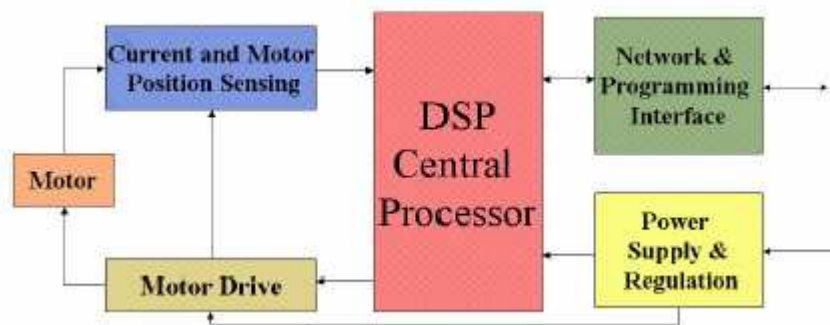 Current and Motor
Position Sensing
Network &
Programming
Interface
DSP
Central
Processor
Motor
Power
Supply &
Regulation
Motor Drive